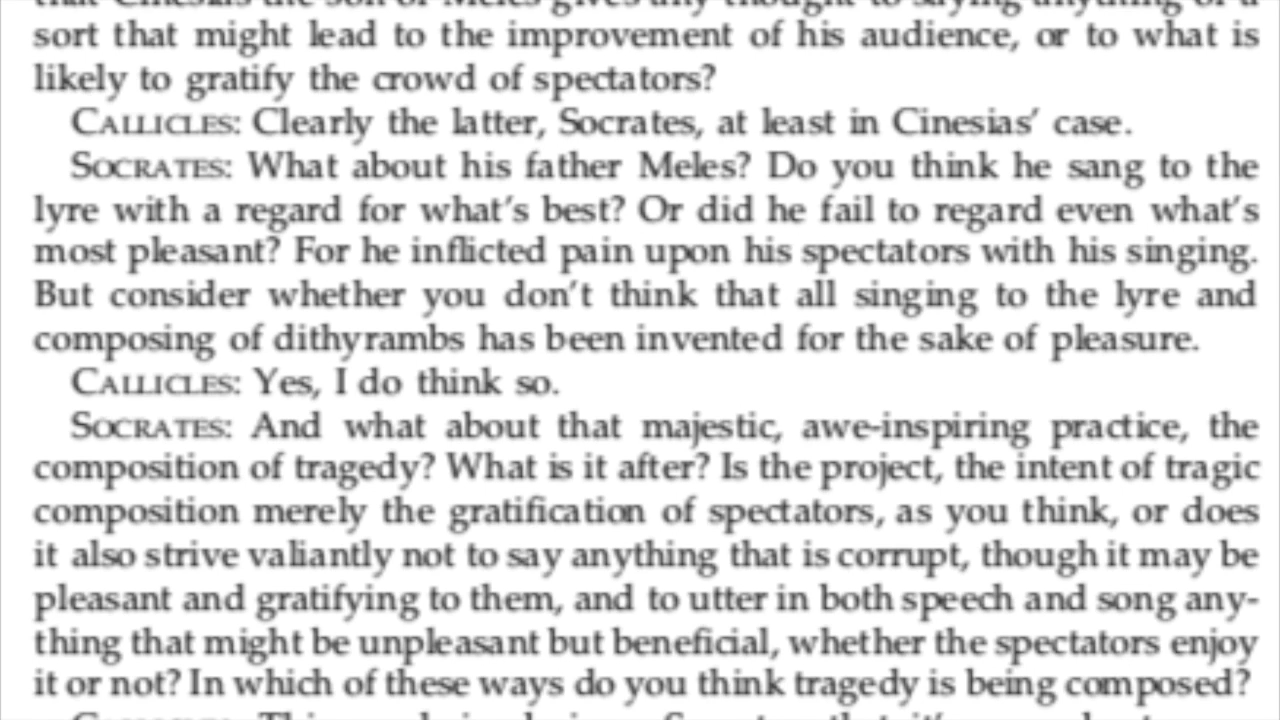 that Cinesias the son of Meles gives any thought to saying anything of a
sort that might lead to the improvement of his audience, or to what is
likely to gratify the crowd of spectators?
CALLICLES: Clearly the latter, Socrates, at least in Cinesias’ case.
SOCRATES: What about his father Meles? Do you think he sang to the
lyre with a regard for what’s best? Or did he fail to regard even what’s
most pleasant? For he inflicted pain upon his spectators with his singing.
But consider whether you don’t think that all singing to the lyre and
composing of dithyrambs has been invented for the sake of pleasure.
CALLICLES: Yes, I do think so.
SOCRATES: And what about that majestic, awe-inspiring practice, the
composition of tragedy? What is it after? Is the project, the intent of tragic
composition merely the gratification of spectators, as you think, or does
it also strive valiantly not to say anything that is corrupt, though it may be
pleasant and gratifying to them, and to utter in both speech and song any-
thing that might be unpleasant but beneficial, whether the spectators enjoy
it or not? In which of these ways do you think tragedy is being composed?